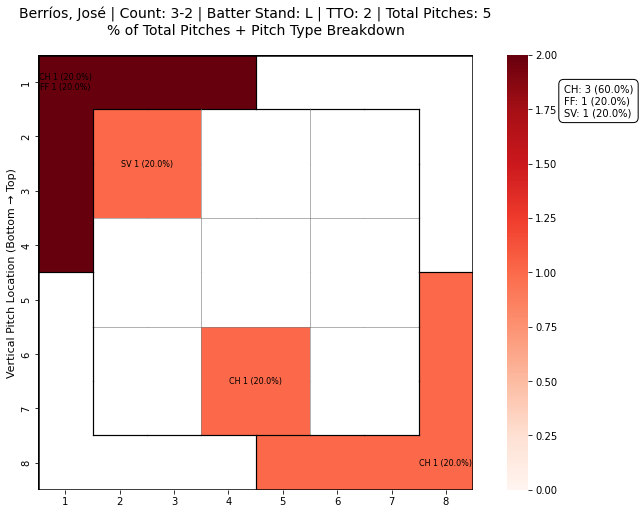 Berríos, José | Count: 3-2 | Batter Stand: L | TTO: 2 | Total Pitches: 5
% of Total Pitches + Pitch Type Breakdown
CH 1 (20.0%)
FF 1 (20.0%)
SV 1 (20.0%)
CH 1 (20.0%)
CH 1 (20.0%)
Vertical Pitch Location (Bottom → Top)
1
2
3
4
5
6
7
8
1 2 3 4 5 6 7 8
2.00
1.75
1.50
1.25
1.00
0.75
0.50
0.25
0.00
CH: 3 (60.0%)
FF: 1 (20.0%)
SV: 1 (20.0%)